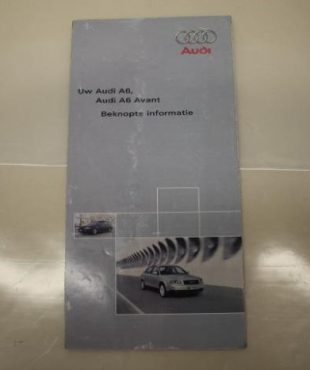 Audi
Uw Audi A6,
Audi A6 Avant
Beknopte informatie